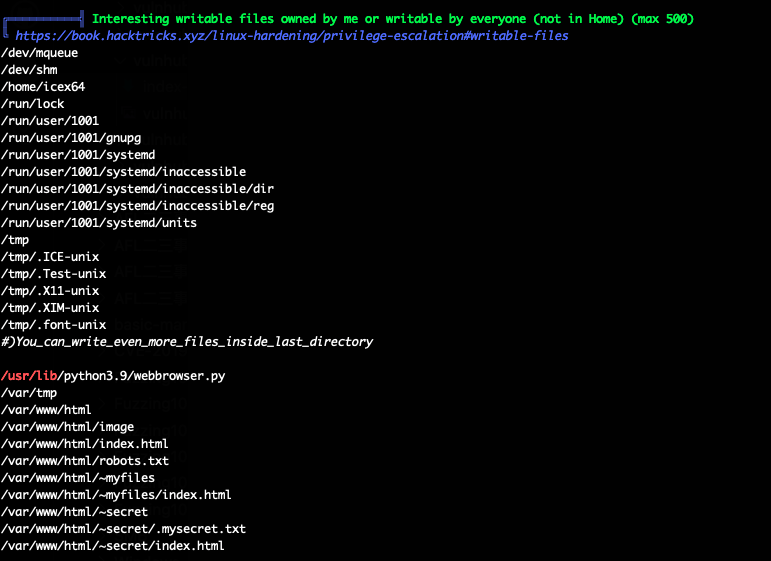 Interesting writable files owned by me or writable by everyone (not in Home) (max 500)
https://book.hacktricks.xyz/linux-hardening/privilege-escalation#writable-files
/dev/mqueue
/dev/shm
/home/icex64
/run/lock
/run/user/1001
/run/user/1001/gnupg
/run/user/1001/systemd
/run/user/1001/systemd/inaccessible
/run/user/1001/systemd/inaccessible/dir
/run/user/1001/systemd/inaccessible/reg
/run/user/1001/systemd/units
/tmp
/tmp/.ICE-unix
/tmp/.Test-unix
/tmp/.X11-unix
/tmp/.XIM-unix
/tmp/.font-unix
#)You_can_write_even_more_files_inside_last_directory
/usr/lib/python3.9/webbrowser.py
/var/tmp
/var/www/html
/var/www/html/image
/var/www/html/index.html
/var/www/html/robots.txt
/var/www/html/~myfiles
/var/www/html/~myfiles/index.html
/var/www/html/~secret
/var/www/html/~secret/.mysecret.txt
/var/www/html/~secret/index.html